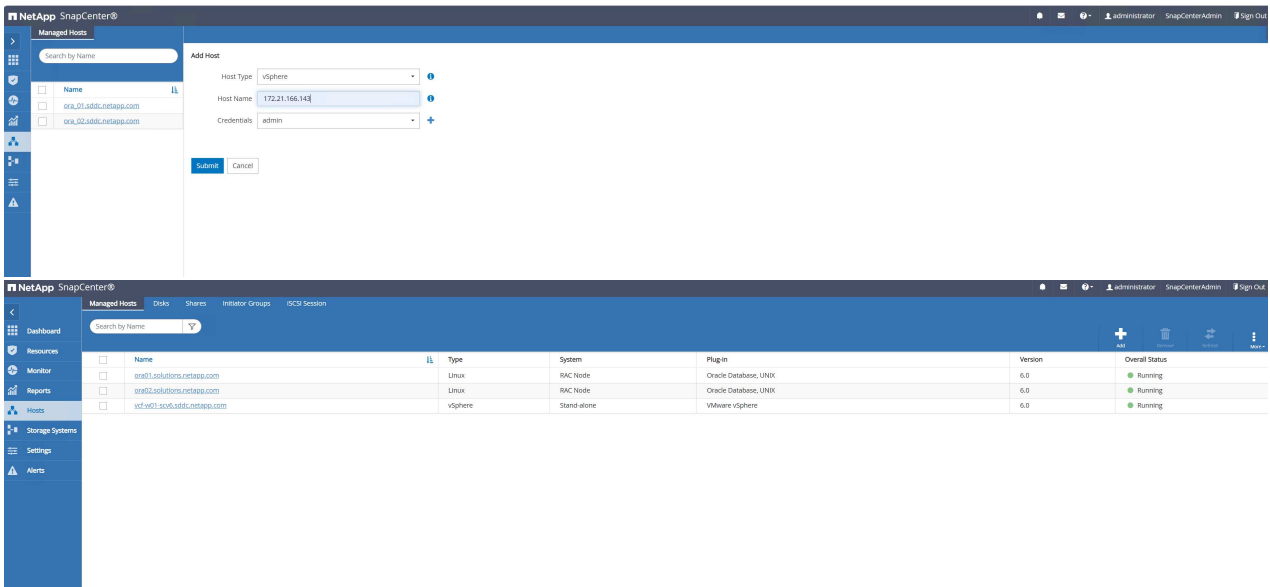 NetApp SnapCenter®
administrator SnapCenterAdmin Sign Out
Managed Hosts
Search by Name
Name
ora_01.sddc.netapp.com
ora_02.sddc.netapp.com
Add Host
Host Type vSphere
Host Name 172.21.166.143
Credentials admin
Submit Cancel
NetApp SnapCenter®
administrator SnapCenterAdmin Sign Out
Managed Hosts Disks Shares Initiator Groups iSCSI Session
Search by Name
Add Remove Refresh More
Dashboard
Resources
Monitor
Reports
Hosts
Storage Systems
Settings
Alerts
Name Type System Plug-in Version Overall Status
ora01.solutions.netapp.com Linux RAC Node Oracle Database, UNIX 6.0 Running
ora02.solutions.netapp.com Linux RAC Node Oracle Database, UNIX 6.0 Running
vcf-w01-scv6.sddc.netapp.com vSphere Stand-alone VMware vSphere 6.0 Running